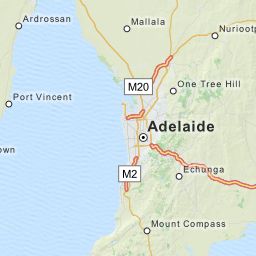 Ardrossan
Mallala
Nurioot
M20
One Tree Hill
Port Vincent
Adelaide
own
M2
Echunga
Mount Compass